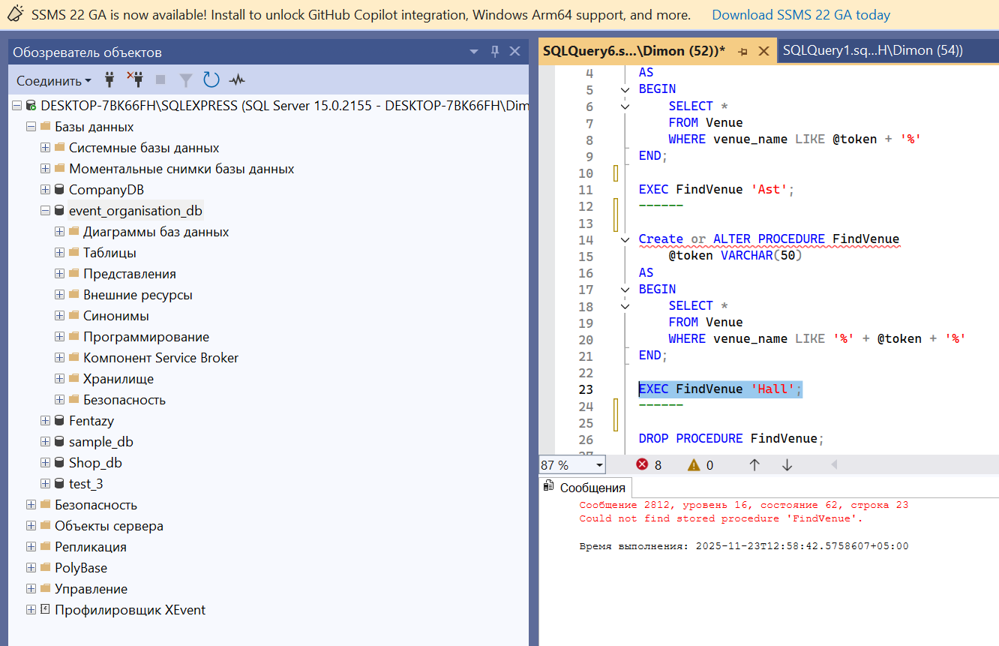 SSMS 22 GA is now available! Install to unlock GitHub Copilot integration, Windows Arm64 support, and more. Download SSMS 22 GA today
Обозреватель объектов
Соединить
DESKTOP-7BK66FH\SQLEXPRESS (SQL Server 15.0.2155 - DESKTOP-7BK66FH\Dim
Базы данных
Системные базы данных
Моментальные снимки базы данных
CompanyDB
event_organisation_db
Диаграммы баз данных
Таблицы
Представления
Внешние ресурсы
Синонимы
Программирование
Компонент Service Broker
Хранилище
Безопасность
Fentazy
sample_db
Shop_db
test_3
Безопасность
Объекты сервера
Репликация
PolyBase
Управление
Профилировщик XEvent
SQLQuery6.s...\Dimon (52))* SQLQuery1.sq...H\Dimon (54))
4 AS
5 BEGIN
6 SELECT *
7 FROM Venue
8 WHERE venue_name LIKE @token + '%'
9 END;
10
11 EXEC FindVenue 'Ast';
12 ------
13
14 Create or ALTER PROCEDURE FindVenue
15 @token VARCHAR(50)
16 AS
17 BEGIN
18 SELECT *
19 FROM Venue
20 WHERE venue_name LIKE '%' + @token + '%'
21 END;
22
23 EXEC FindVenue 'Hall';
24 ------
25
26 DROP PROCEDURE FindVenue;
87 % 8 0
Сообщения
Сообщение 2812, уровень 16, состояние 62, строка 23
Could not find stored procedure 'FindVenue'.
Время выполнения: 2025-11-23T12:58:42.5758607+05:00